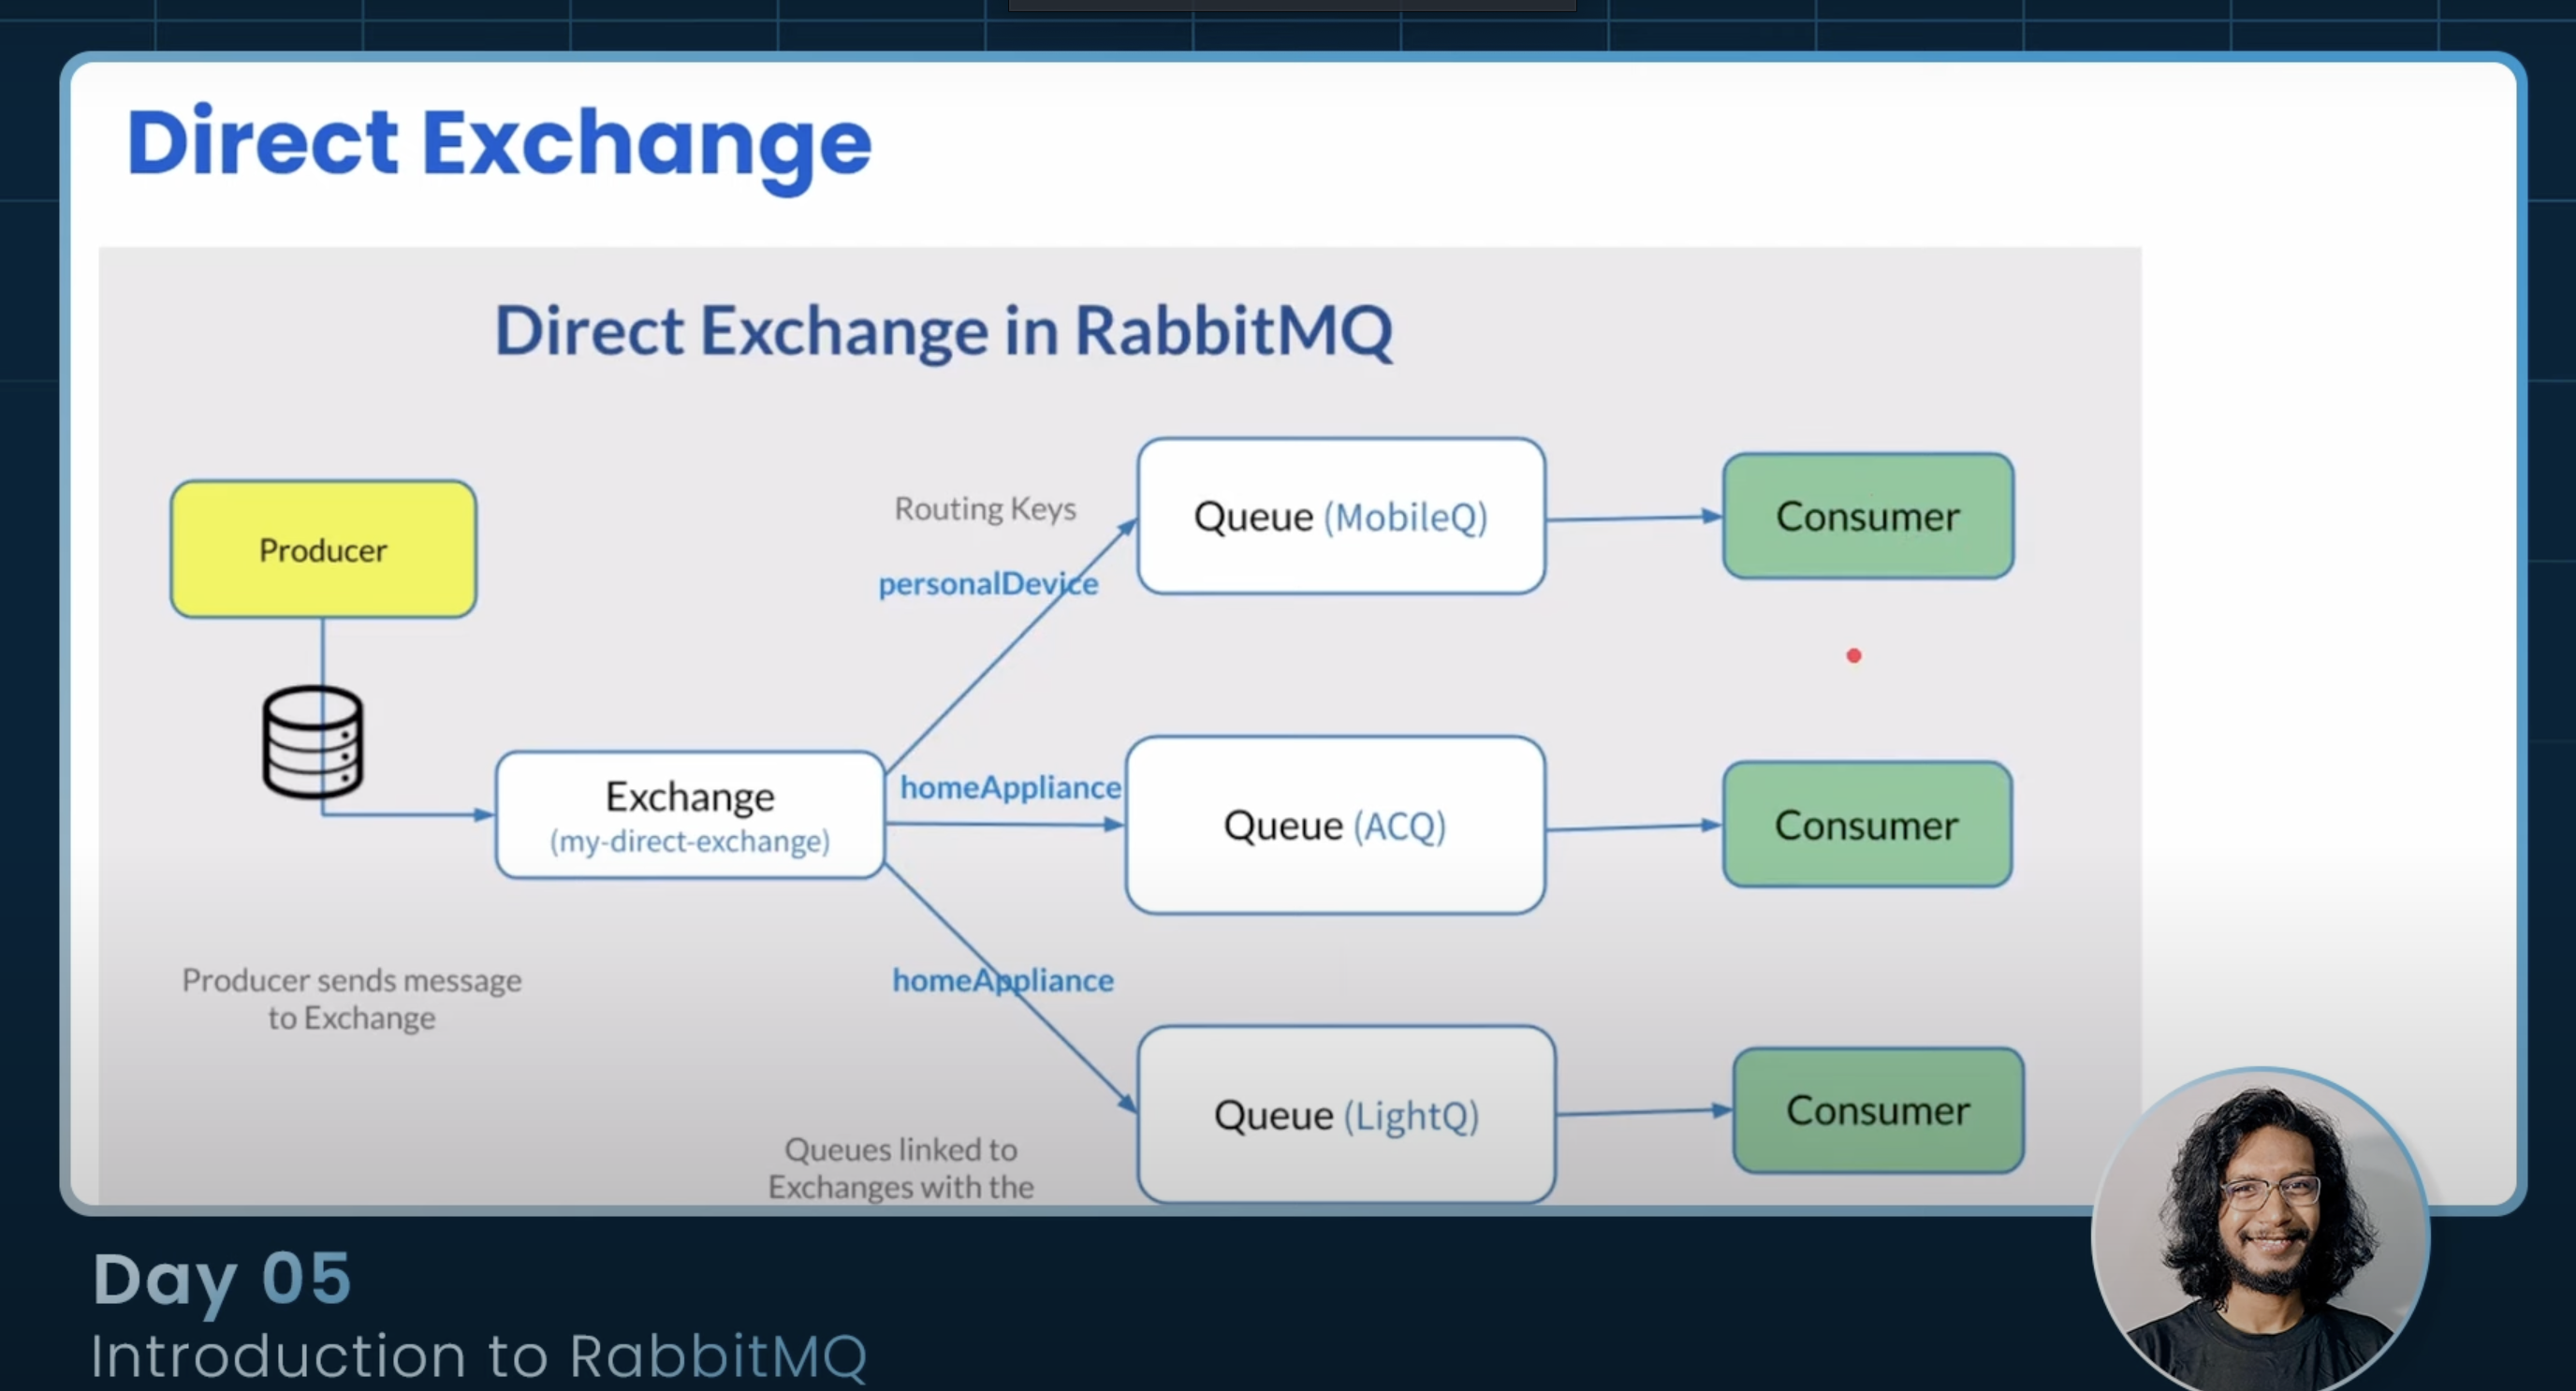 Direct Exchange
Direct Exchange in RabbitMQ
Producer
Routing Keys
personalDevice
Queue (MobileQ)
Consumer
Exchange
(my-direct-exchange)
homeAppliance
Queue (ACQ)
Consumer
Producer sends message
to Exchange
homeAppliance
Queue (LightQ)
Consumer
Queues linked to
Exchanges with the
Day 05
Introduction to RabbitMQ